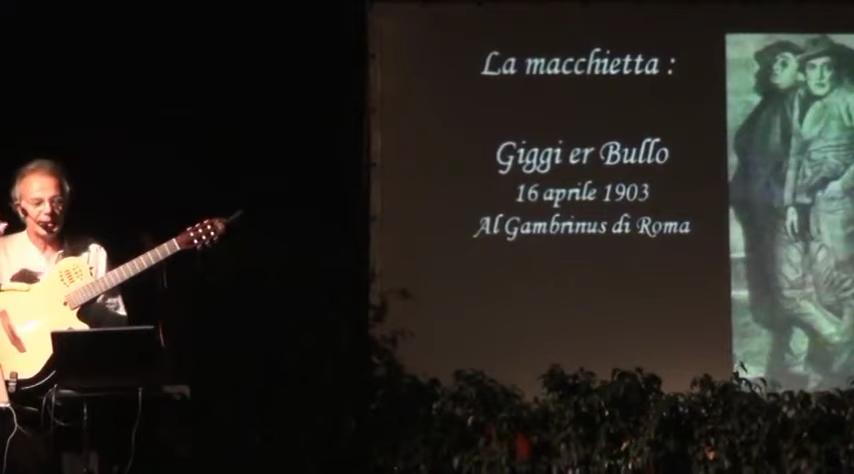 La macchietta :
Giggi er Bullo
16 aprile 1903
Al Gambrinus di Roma